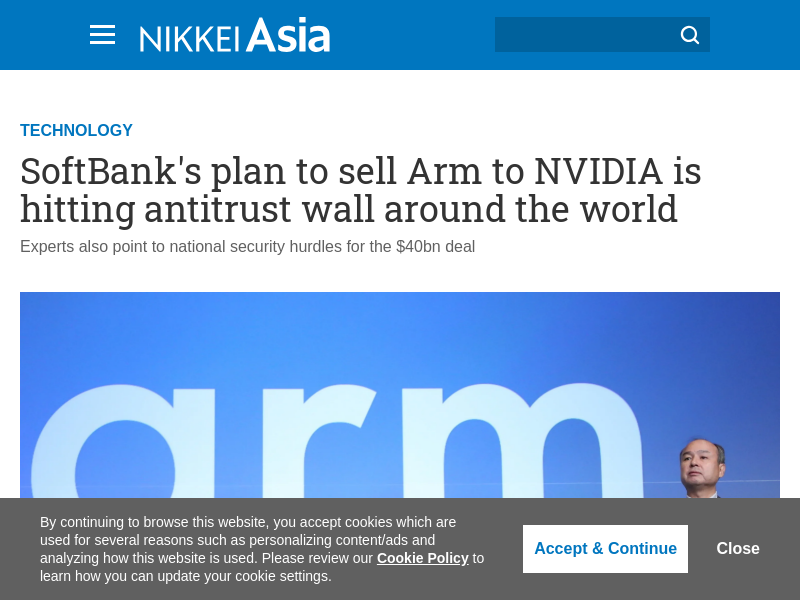 NIKKEI Asia
TECHNOLOGY
SoftBank's plan to sell Arm to NVIDIA is
hitting antitrust wall around the world
Experts also point to national security hurdles for the $40bn deal
arm
By continuing to browse this website, you accept cookies which are
used for several reasons such as personalizing content/ads and
analyzing how this website is used. Please review our Cookie Policy to
learn how you can update your cookie settings.
Accept & Continue
Close